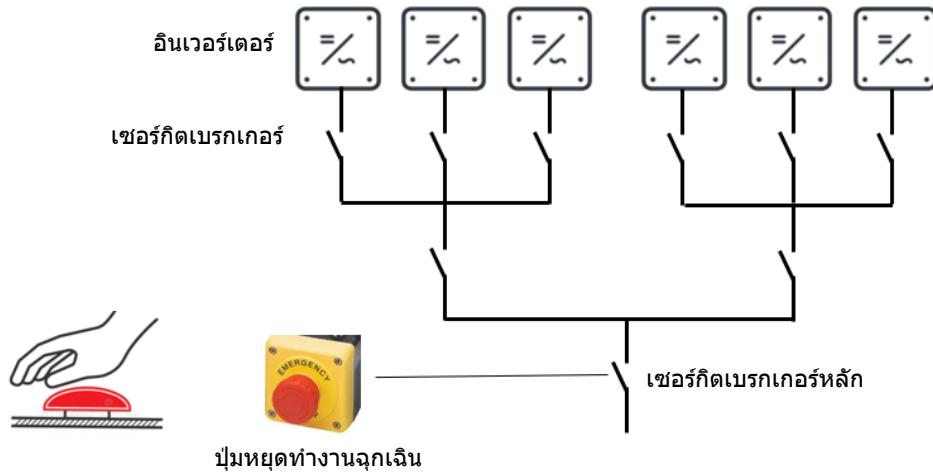 อินเวอร์เตอร์
เซอร์กิตเบรกเกอร์
EMERGENCY
เซอร์กิตเบรกเกอร์หลัก
ปุ่มหยุดทำงานฉุกเฉิน